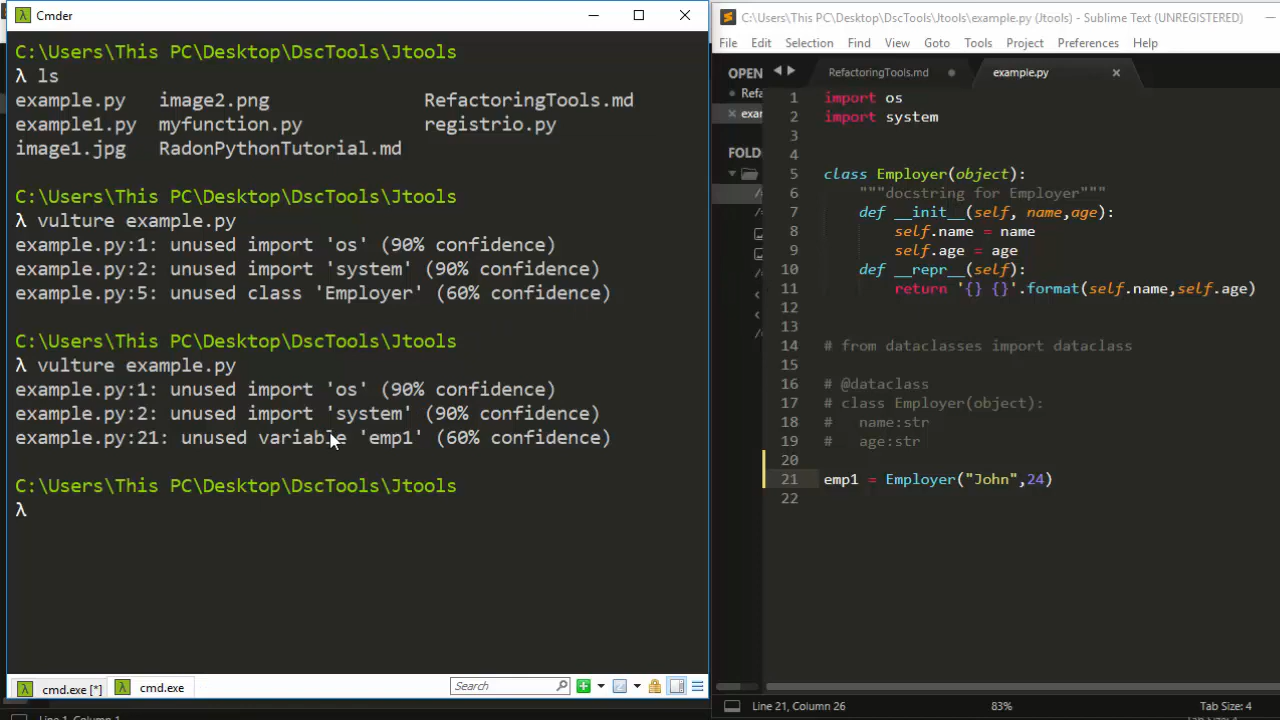 Cmder
C:\Users\This PC\Desktop\DscTools\Jtools
λ ls
example.py image2.png RefactoringTools.md
example1.py myfunction.py registrio.py
image1.jpg RadonPythonTutorial.md
C:\Users\This PC\Desktop\DscTools\Jtools
λ vulture example.py
example.py:1: unused import 'os' (90% confidence)
example.py:2: unused import 'system' (90% confidence)
example.py:5: unused class 'Employer' (60% confidence)
C:\Users\This PC\Desktop\DscTools\Jtools
λ vulture example.py
example.py:1: unused import 'os' (90% confidence)
example.py:2: unused import 'system' (90% confidence)
example.py:21: unused variable 'emp1' (60% confidence)
C:\Users\This PC\Desktop\DscTools\Jtools
λ
cmd.exe [*] cmd.exe Search
C:\Users\This PC\Desktop\DscTools\Jtools\example.py (Jtools) - Sublime Text (UNREGISTERED)
File Edit Selection Find View Goto Tools Project Preferences Help
OPEN
Refa
exam
FOLD
RefactoringTools.md example.py
1 import os
2 import system
3
4
5 class Employer(object):
6 """docstring for Employer"""
7 def __init__(self, name,age):
8 self.name = name
9 self.age = age
10 def __repr__(self):
11 return '{} {}'.format(self.name,self.age)
12
13
14 # from dataclasses import dataclass
15
16 # @dataclass
17 # class Employer(object):
18 # name:str
19 # age:str
20
21 emp1 = Employer("John",24)
22
Line 21, Column 26 83% Tab Size: 4